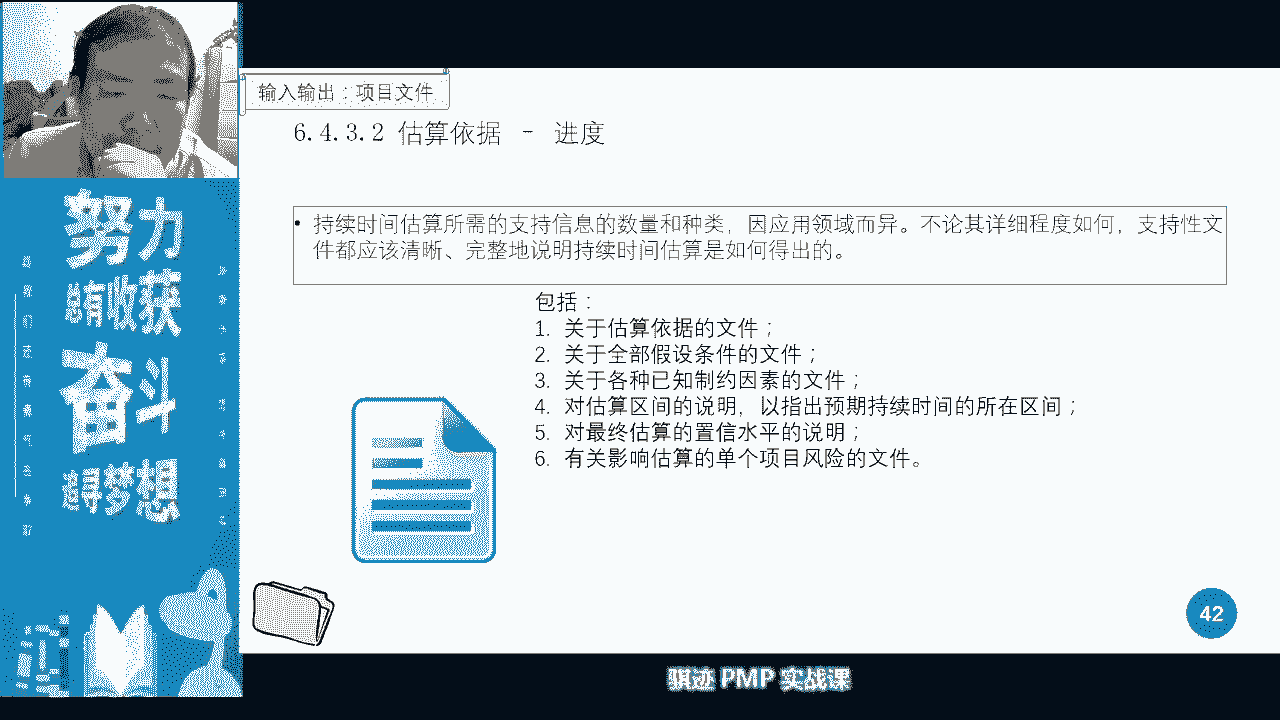 输入输出：项目文件
6.4.3.2 估算依据 - 进度
• 持续时间估算所需的支持信息的数量和种类，因应用领域而异。不论其详细程度如何，支持性文
件都应该清晰、完整地说明持续时间估算是如何得出的。
包括：
1. 关于估算依据的文件；
2. 关于全部假设条件的文件；
3. 关于各种已知制约因素的文件；
4. 对估算区间的说明，以指出预期持续时间的所在区间；
5. 对最终估算的置信水平的说明；
6. 有关影响估算的单个项目风险的文件。
努力
总有收获
奋斗
追寻梦想
42
骐迹 PMP 实战课